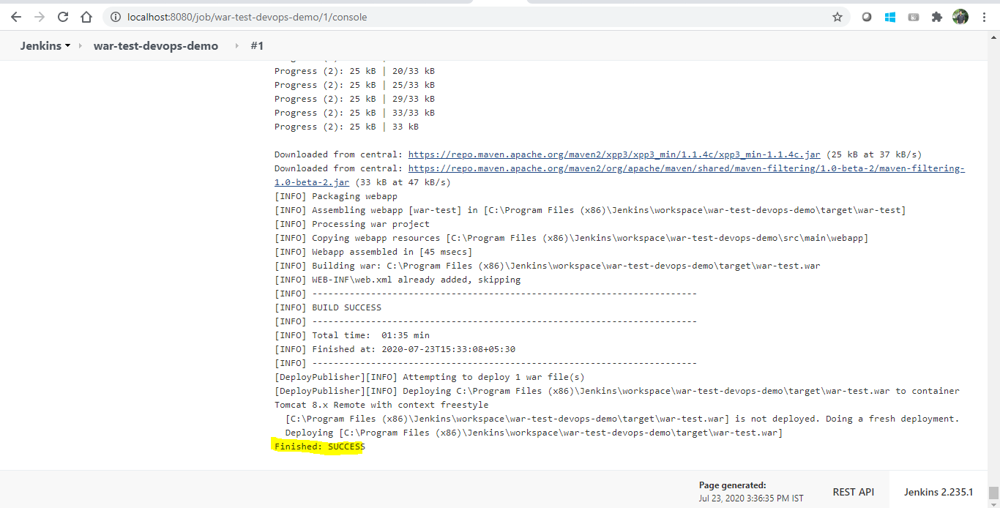 localhost:8080/job/war-test-devops-demo/1/console
Jenkins
war-test-devops-demo
#1
Progress (2): 25 kB | 20/33 kB
Progress (2): 25 kB | 25/33 kB
Progress (2): 25 kB | 29/33 kB
Progress (2): 25 kB | 33/33 kB
Progress (2): 25 kB | 33 kB
Downloaded from central: https://repo.maven.apache.org/maven2/xpp3/xpp3_min/1.1.4c/xpp3_min-1.1.4c.jar (25 kB at 37 kB/s)
Downloaded from central: https://repo.maven.apache.org/maven2/org/apache/maven/shared/maven-filtering/1.0-beta-2/maven-filtering-
1.0-beta-2.jar (33 kB at 47 kB/s)
[INFO] Packaging webapp
[INFO] Assembling webapp [war-test] in [C:\Program Files (x86)\Jenkins\workspace\war-test-devops-demo\target\war-test]
[INFO] Processing war project
[INFO] Copying webapp resources [C:\Program Files (x86)\Jenkins\workspace\war-test-devops-demo\src\main\webapp]
[INFO] Webapp assembled in [45 msecs]
[INFO] Building war: C:\Program Files (x86)\Jenkins\workspace\war-test-devops-demo\target\war-test.war
[INFO] WEB-INF\web.xml already added, skipping
[INFO] ------------------------------------------------------------------------
[INFO] BUILD SUCCESS
[INFO] ------------------------------------------------------------------------
[INFO] Total time:  01:35 min
[INFO] Finished at: 2020-07-23T15:33:08+05:30
[INFO] ------------------------------------------------------------------------
[DeployPublisher][INFO] Attempting to deploy 1 war file(s)
[DeployPublisher][INFO] Deploying C:\Program Files (x86)\Jenkins\workspace\war-test-devops-demo\target\war-test.war to container
Tomcat 8.x Remote with context freestyle
[C:\Program Files (x86)\Jenkins\workspace\war-test-devops-demo\target\war-test.war] is not deployed. Doing a fresh deployment.
Deploying [C:\Program Files (x86)\Jenkins\workspace\war-test-devops-demo\target\war-test.war]
Finished: SUCCESS
Page generated:
Jul 23, 2020 3:36:35 PM IST
REST API
Jenkins 2.235.1